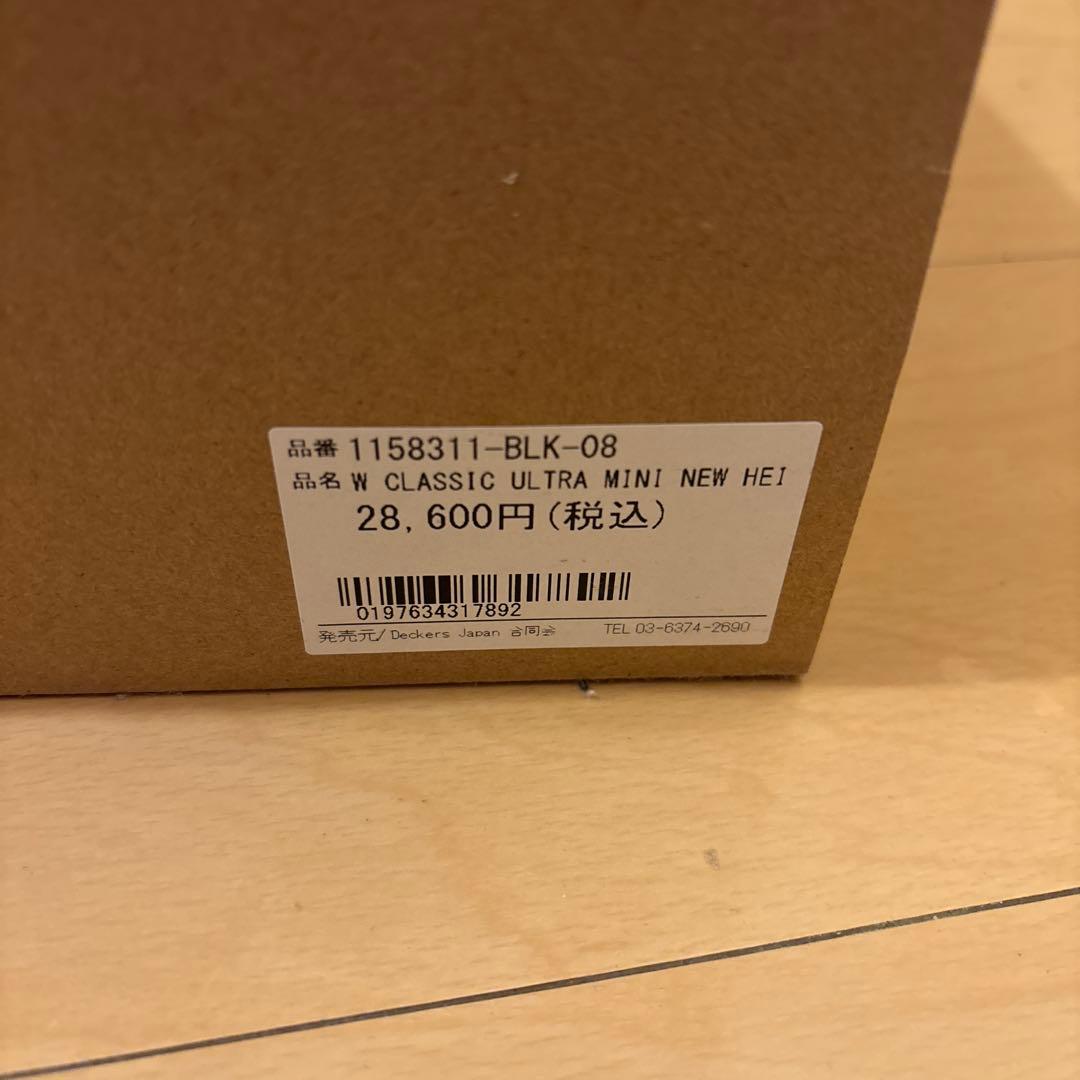 品番 1158311-BLK-08
品名 W CLASSIC ULTRA MINI NEW HEI
28,600円(税込)
0197634317892
発売元/Deckers Japan 合同会 TEL 03-6374-2690